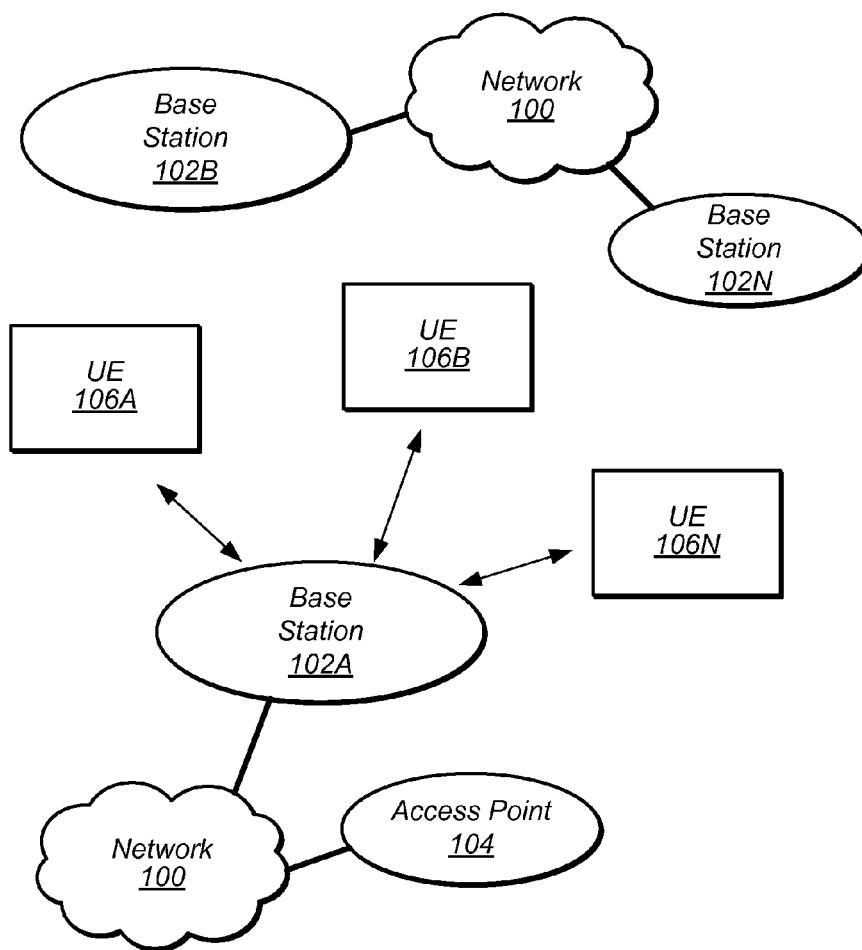 Network
100
Base
Station
102B
Base
Station
102N
UE
106B
UE
106A
UE
106N
Base
Station
102A
Access Point
104
Network
100